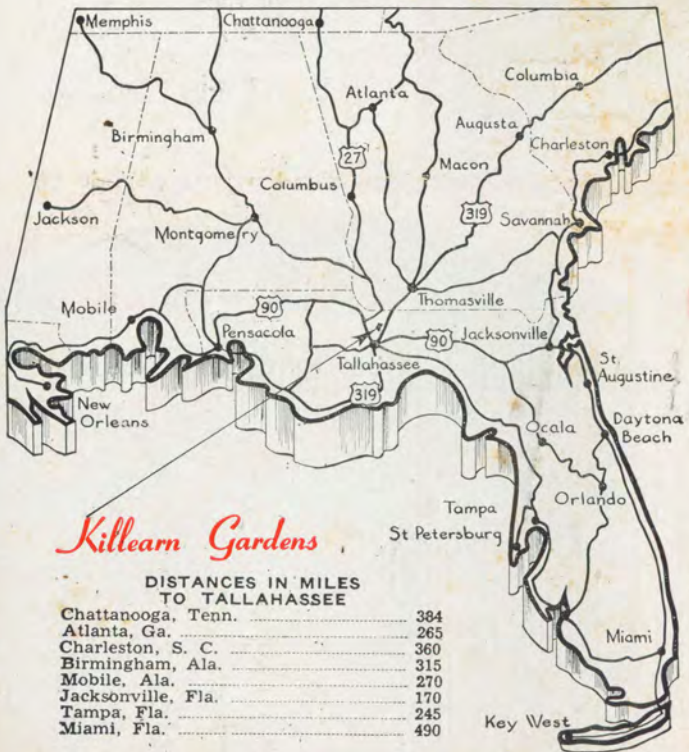 Memphis
Chattanooga
Columbia
Atlanta
Augusta
Birmingham
Charleston
27
Macon
Columbus
319
Jackson
Savannah
Montgomery
Thomasville
Mobile
90
Pensacola
90
Jacksonville
Tallahassee
St.
Augustine
319
New
Orleans
Ocala
Daytona
Beach
Orlando
Tampa
St Petersburg
Killearn Gardens
DISTANCES IN MILES
TO TALLAHASSEE
Chattanooga, Tenn. 384
Atlanta, Ga. 265
Charleston, S. C. 360
Birmingham, Ala. 315
Mobile, Ala. 270
Jacksonville, Fla. 170
Tampa, Fla. 245
Miami, Fla. 490
Miami
Key West